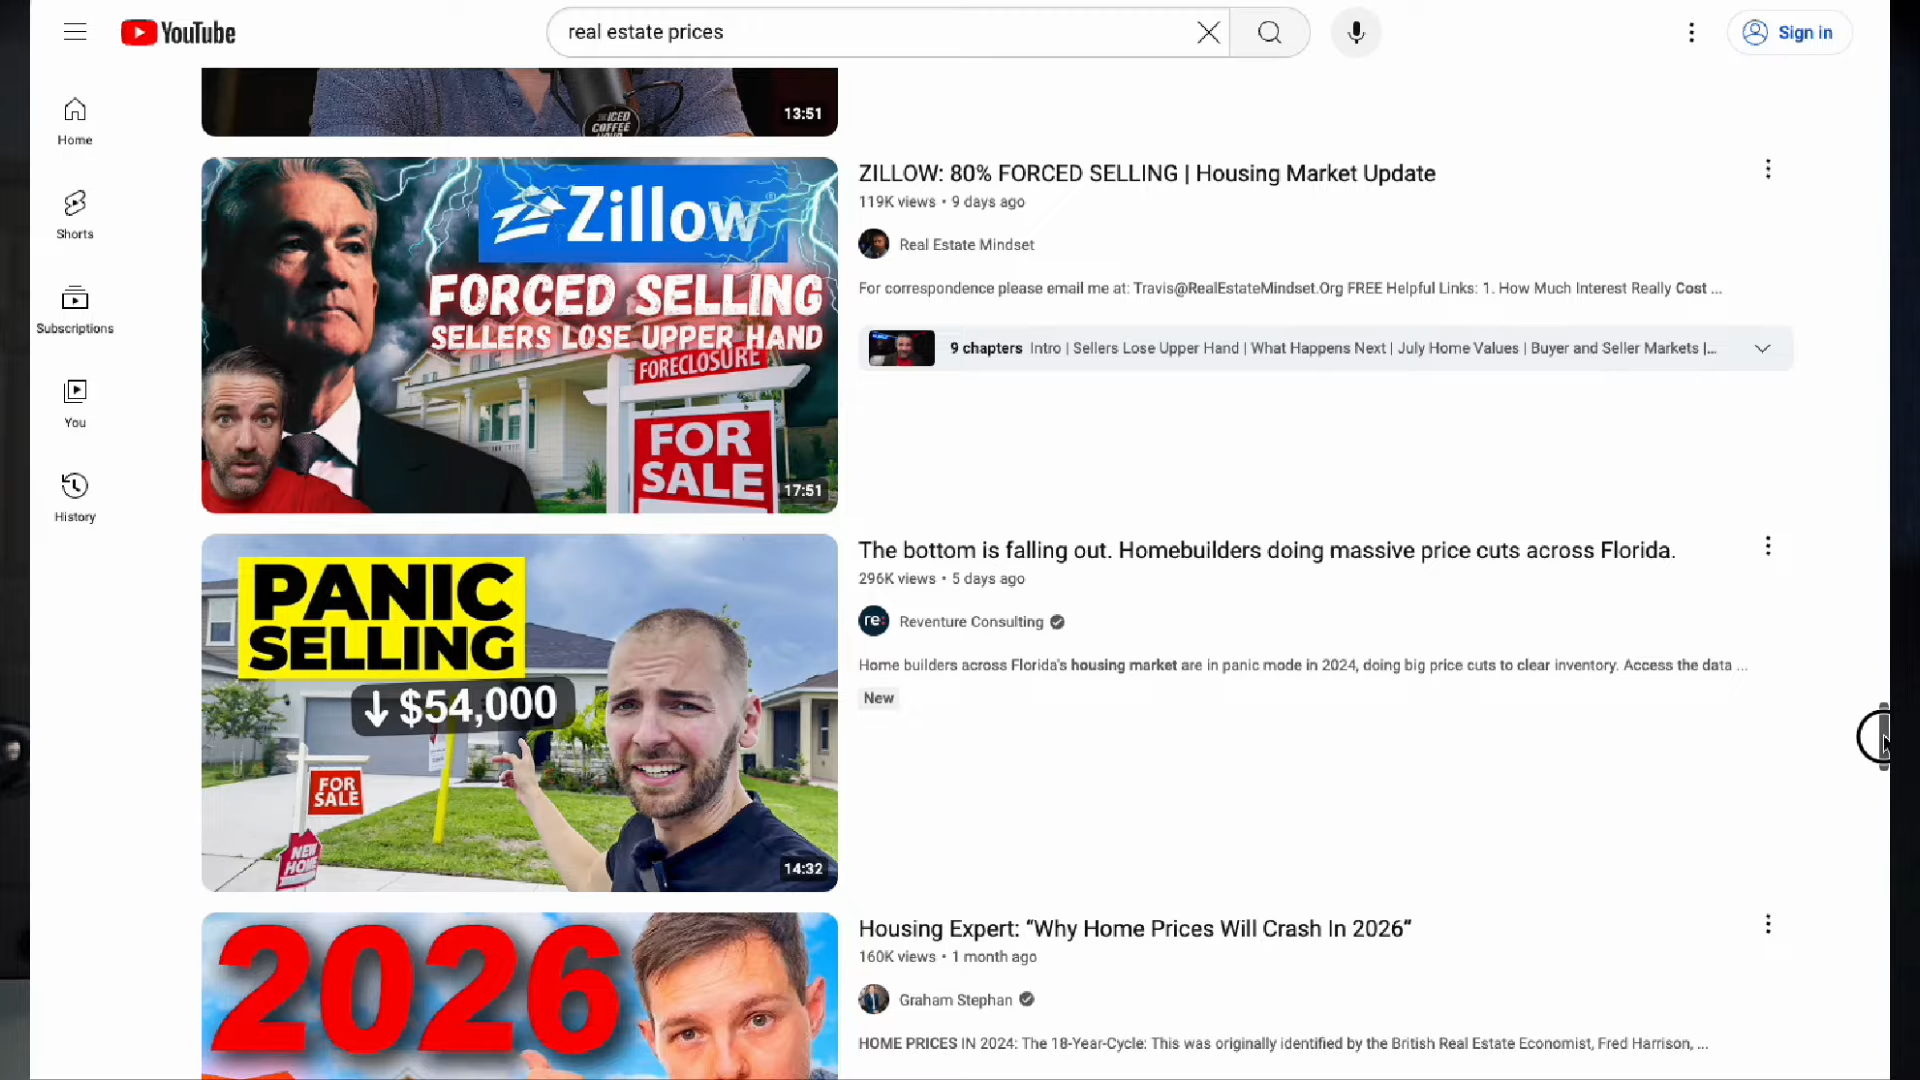 YouTube
real estate prices
Sign in
Home
Shorts
Subscriptions
You
History
THE ICED
COFFEE
HOUR
13:51
Zillow
FORCED SELLING
SELLERS LOSE UPPER HAND
FORECLOSURE
FOR
SALE
17:51
ZILLOW: 80% FORCED SELLING | Housing Market Update
119K views • 9 days ago
Real Estate Mindset
For correspondence please email me at: Travis@RealEstateMindset.Org FREE Helpful Links: 1. How Much Interest Really Cost ...
9 chapters Intro | Sellers Lose Upper Hand | What Happens Next | July Home Values | Buyer and Seller Markets |...
PANIC
SELLING
↓ $54,000
FOR
SALE
NEW
HOME
14:32
The bottom is falling out. Homebuilders doing massive price cuts across Florida.
296K views • 5 days ago
re:
Reventure Consulting
Home builders across Florida's housing market are in panic mode in 2024, doing big price cuts to clear inventory. Access the data ...
New
2026
Housing Expert: “Why Home Prices Will Crash In 2026“
160K views • 1 month ago
Graham Stephan
HOME PRICES IN 2024: The 18-Year-Cycle: This was originally identified by the British Real Estate Economist, Fred Harrison, ...